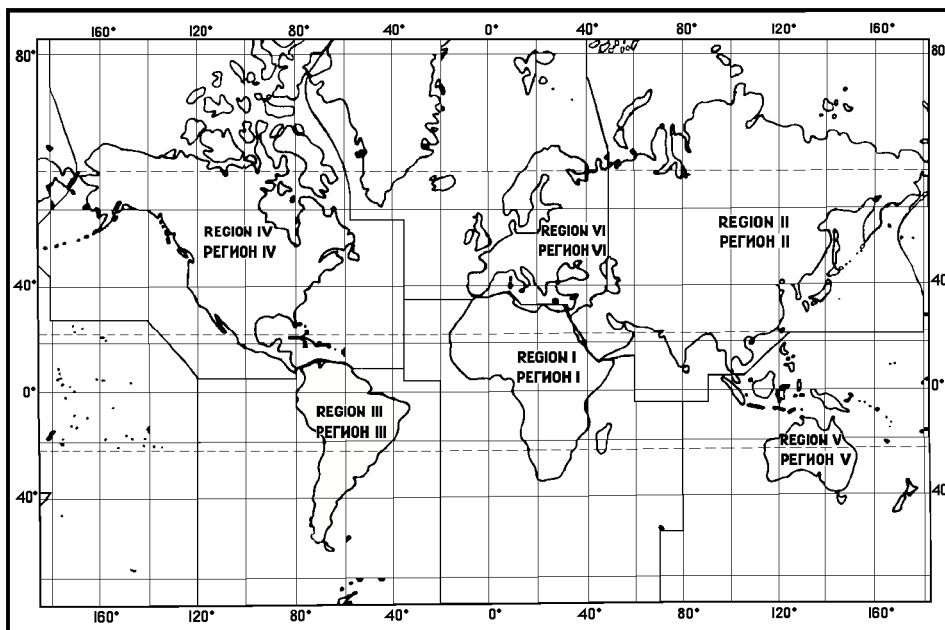 160° 120° 80° 40° 0° 40° 80° 120° 160°
80° 80°
REGION IV
РЕГИОН IV
REGION VI
РЕГИОН VI
REGION II
РЕГИОН II
40° 40°
REGION I
РЕГИОН I
0° 0°
REGION III
РЕГИОН III
REGION V
РЕГИОН V
40° 40°
160° 120° 80° 40° 0° 40° 80° 120° 160°